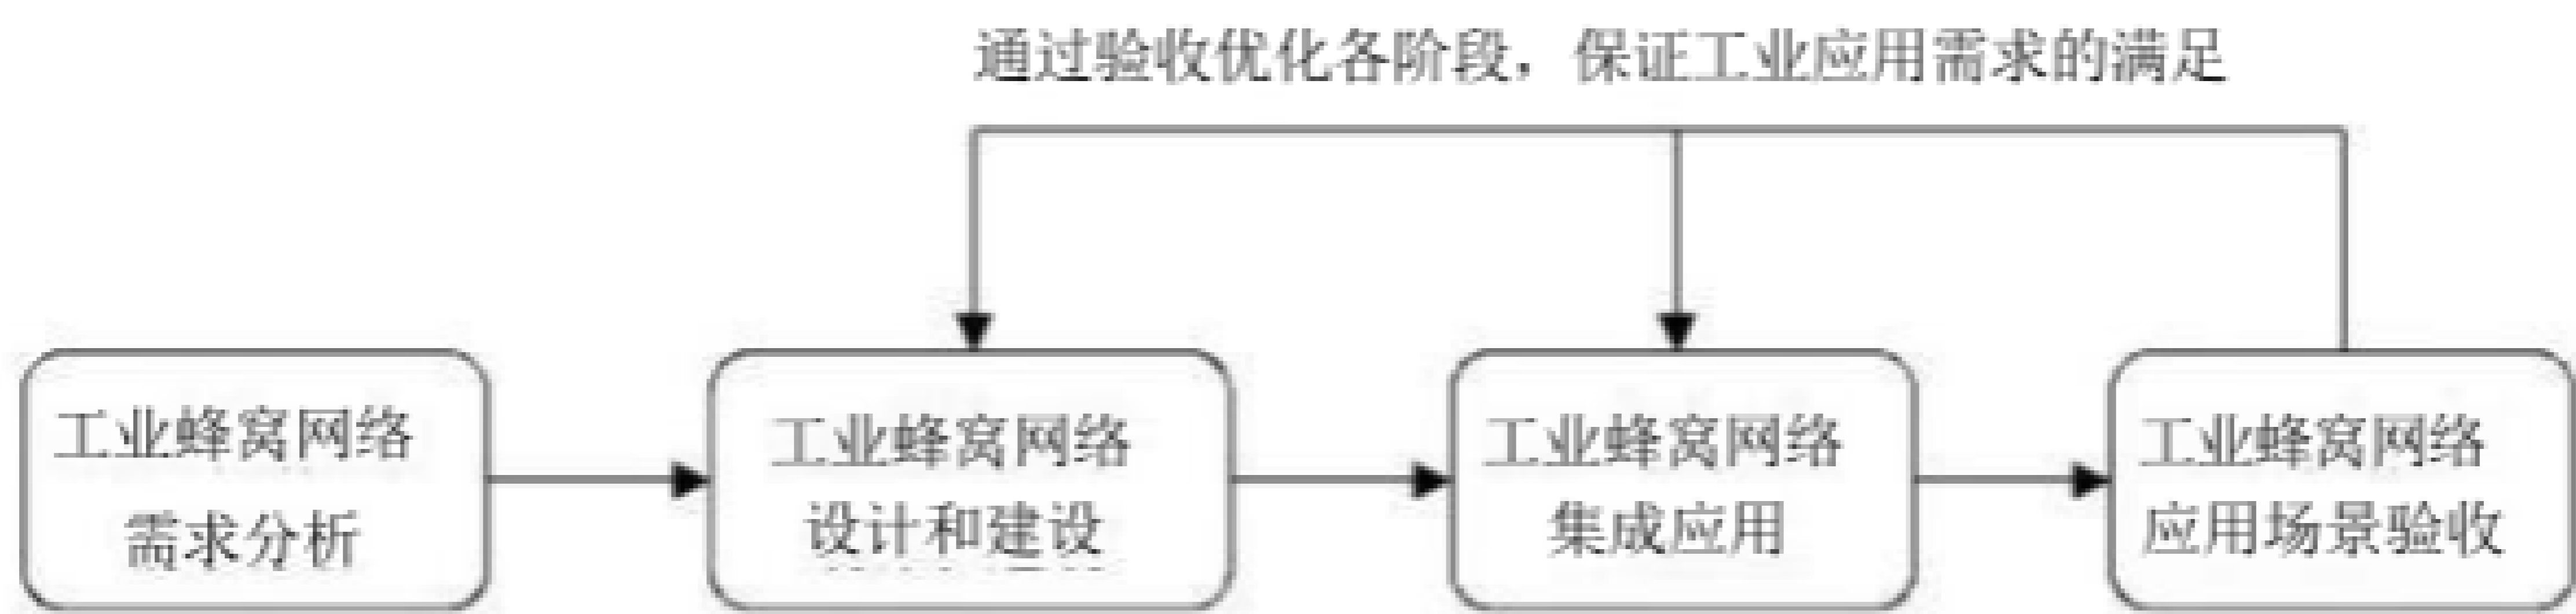 通过验收优化各阶段，保证工业应用需求的满足
工业蜂窝网络
需求分析
工业蜂窝网络
设计和建设
工业蜂窝网络
集成应用
工业蜂窝网络
应用场景验收